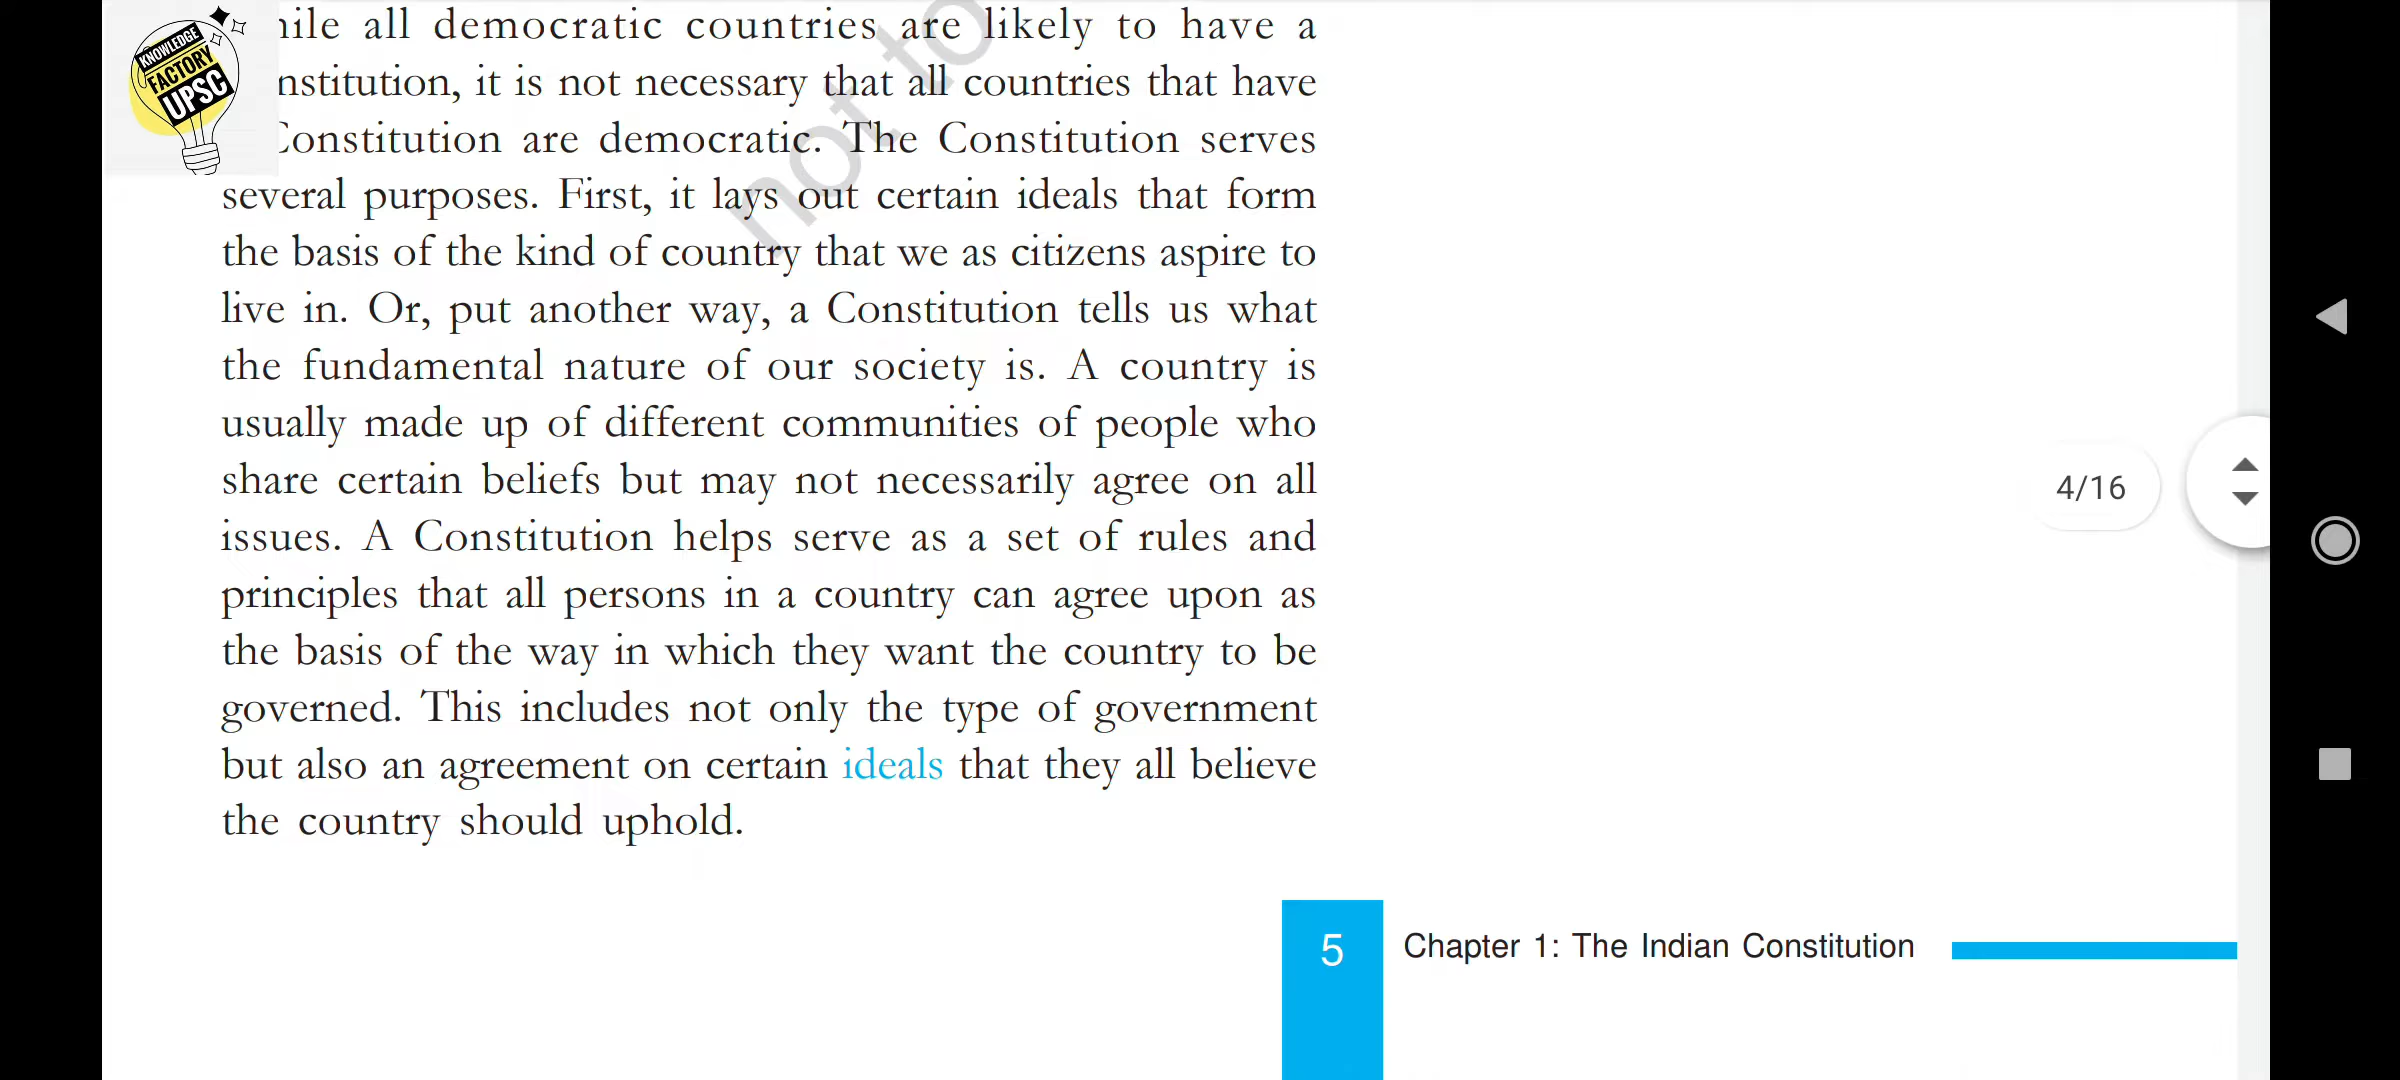 KNOWLEDGE
FACTORY
UPSC
hile all democratic countries are likely to have a
nstitution, it is not necessary that all countries that have
Constitution are democratic. The Constitution serves
several purposes. First, it lays out certain ideals that form
the basis of the kind of country that we as citizens aspire to
live in. Or, put another way, a Constitution tells us what
the fundamental nature of our society is. A country is
usually made up of different communities of people who
share certain beliefs but may not necessarily agree on all
issues. A Constitution helps serve as a set of rules and
principles that all persons in a country can agree upon as
the basis of the way in which they want the country to be
governed. This includes not only the type of government
but also an agreement on certain ideals that they all believe
the country should uphold.
not to
4/16
5 Chapter 1: The Indian Constitution